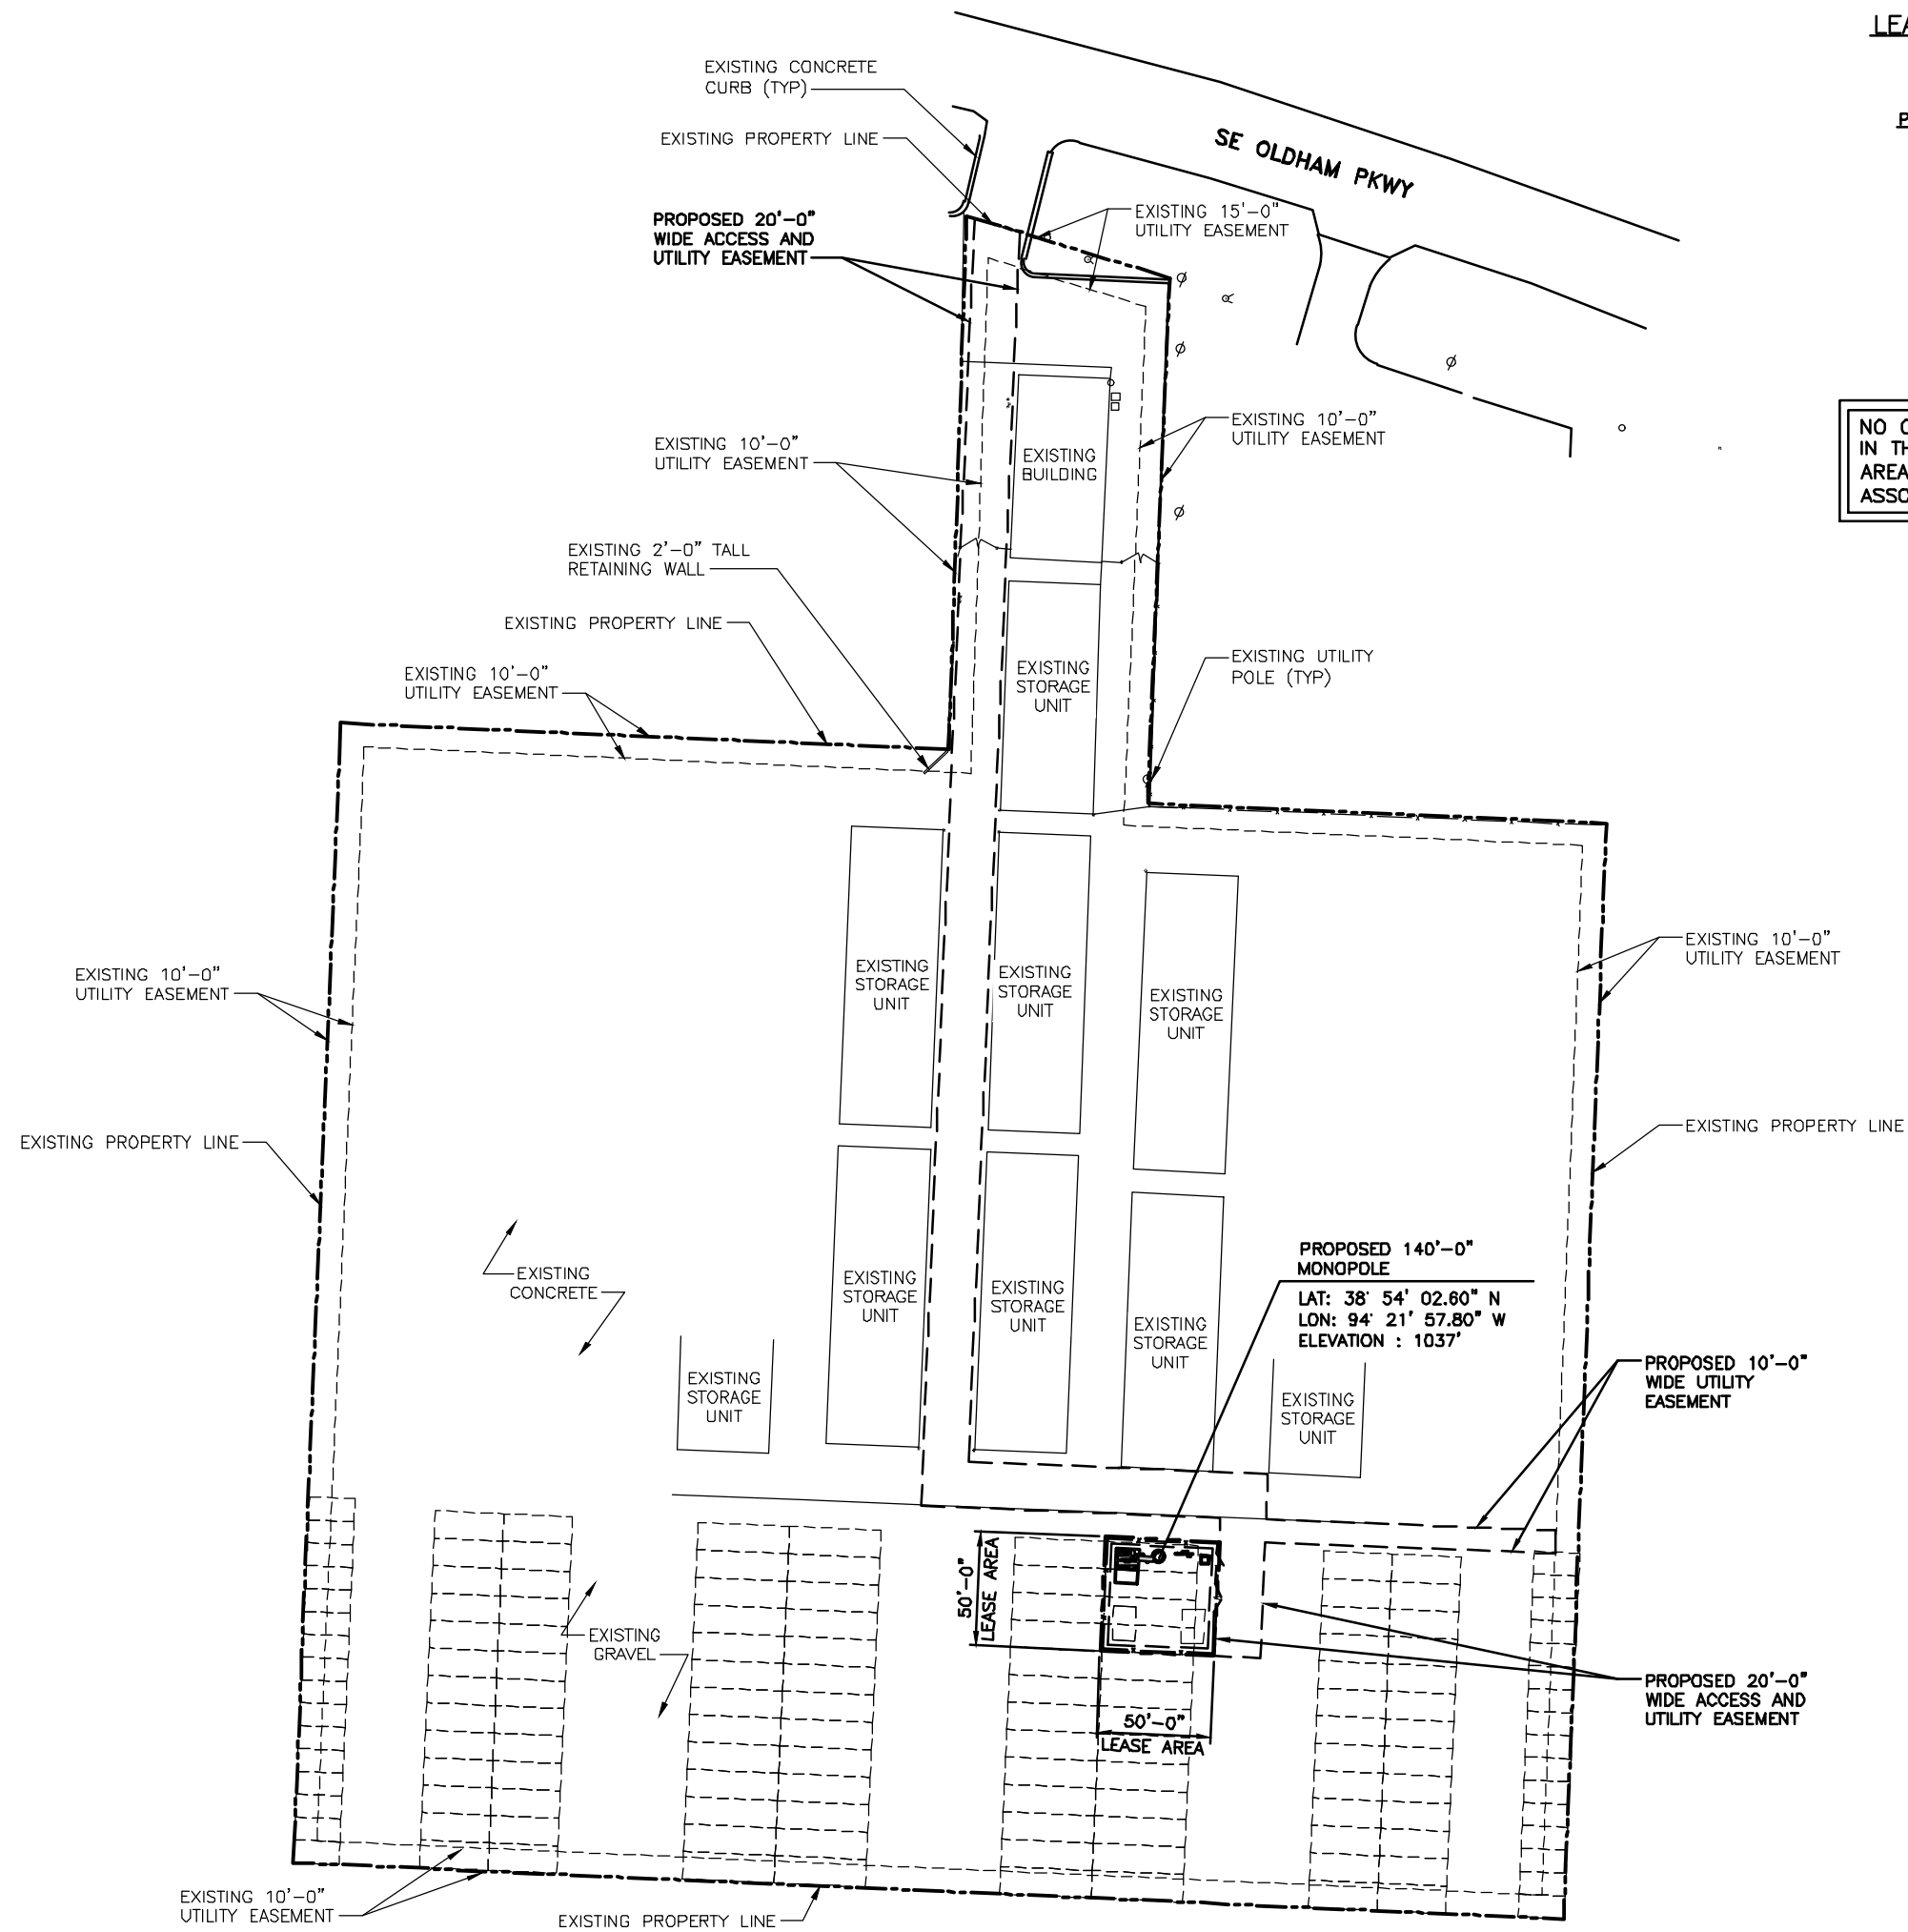 LEA
EXISTING CONCRETE
CURB (TYP)
P
EXISTING PROPERTY LINE
SE OLDHAM PKWY
PROPOSED 20'-0"
WIDE ACCESS AND
UTILITY EASEMENT
EXISTING 15'-0"
UTILITY EASEMENT
NO
IN TH
AREA
ASSO
EXISTING 10'-0"
UTILITY EASEMENT
EXISTING
BUILDING
EXISTING 10'-0"
UTILITY EASEMENT
EXISTING 2'-0" TALL
RETAINING WALL
EXISTING PROPERTY LINE
EXISTING 10'-0"
UTILITY EASEMENT
EXISTING
STORAGE
UNIT
EXISTING UTILITY
POLE (TYP)
EXISTING 10'-0"
UTILITY EASEMENT
EXISTING
STORAGE
UNIT
EXISTING
STORAGE
UNIT
EXISTING
STORAGE
UNIT
EXISTING 10'-0"
UTILITY EASEMENT
EXISTING PROPERTY LINE
EXISTING PROPERTY LINE
EXISTING
CONCRETE
EXISTING
STORAGE
UNIT
EXISTING
STORAGE
UNIT
EXISTING
STORAGE
UNIT
PROPOSED 140'-0"
MONOPOLE
LAT: 38° 54' 02.60" N
LON: 94° 21' 57.80" W
ELEVATION : 1037'
EXISTING
STORAGE
UNIT
EXISTING
STORAGE
UNIT
PROPOSED 10'-0"
WIDE UTILITY
EASEMENT
50'-0"
LEASE AREA
EXISTING
GRAVEL
50'-0"
LEASE AREA
PROPOSED 20'-0"
WIDE ACCESS AND
UTILITY EASEMENT
EXISTING 10'-0"
UTILITY EASEMENT
EXISTING PROPERTY LINE